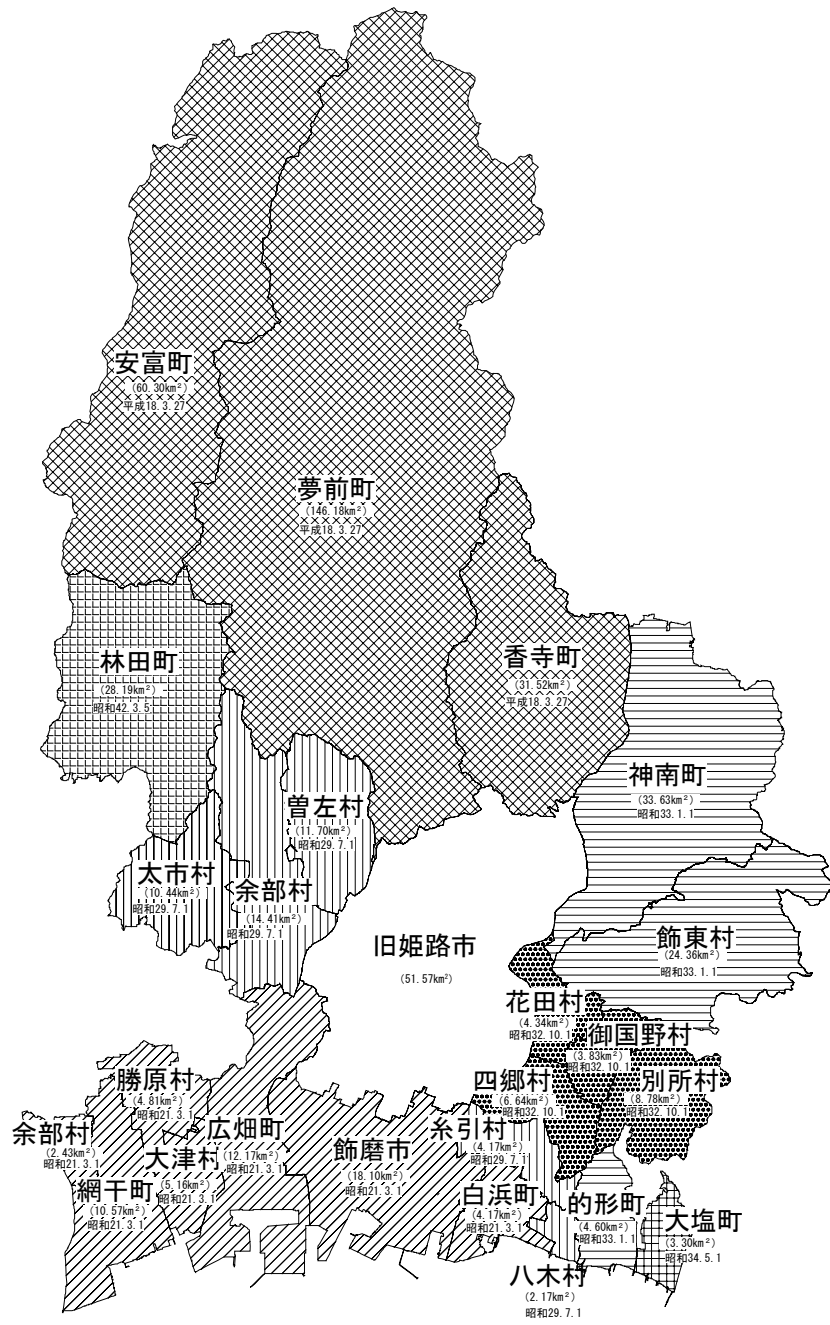 安富町
(60.30km²)
平成18.3.27
夢前町
(146.18km²)
平成18.3.27
林田町
(28.19km²)
昭和42.3.5
香寺町
(31.52km²)
平成18.3.27
神南町
(33.63km²)
昭和33.1.1
曽左村
(11.70km²)
昭和29.7.1
太市村
(10.44km²)
昭和29.7.1
余部村
(14.41km²)
昭和29.7.1
旧姫路市
(51.57km²)
飾東村
(24.36km²)
昭和33.1.1
花田村
(4.34km²)
昭和32.10.1
御国野村
(3.83km²)
昭和32.10.1
四郷村
(6.64km²)
昭和32.10.1
別所村
(8.78km²)
昭和32.10.1
勝原村
(4.81km²)
昭和21.3.1
余部村
(2.43km²)
昭和21.3.1
大津村
(5.16km²)
昭和21.3.1
広畑町
(12.17km²)
昭和21.3.1
網干町
(10.57km²)
昭和21.3.1
飾磨市
(18.10km²)
昭和21.3.1
糸引村
(4.17km²)
昭和29.7.1
白浜町
(4.17km²)
昭和21.3.1
的形町
(4.60km²)
昭和33.1.1
大塩町
(3.30km²)
昭和34.5.1
八木村
(2.17km²)
昭和29.7.1